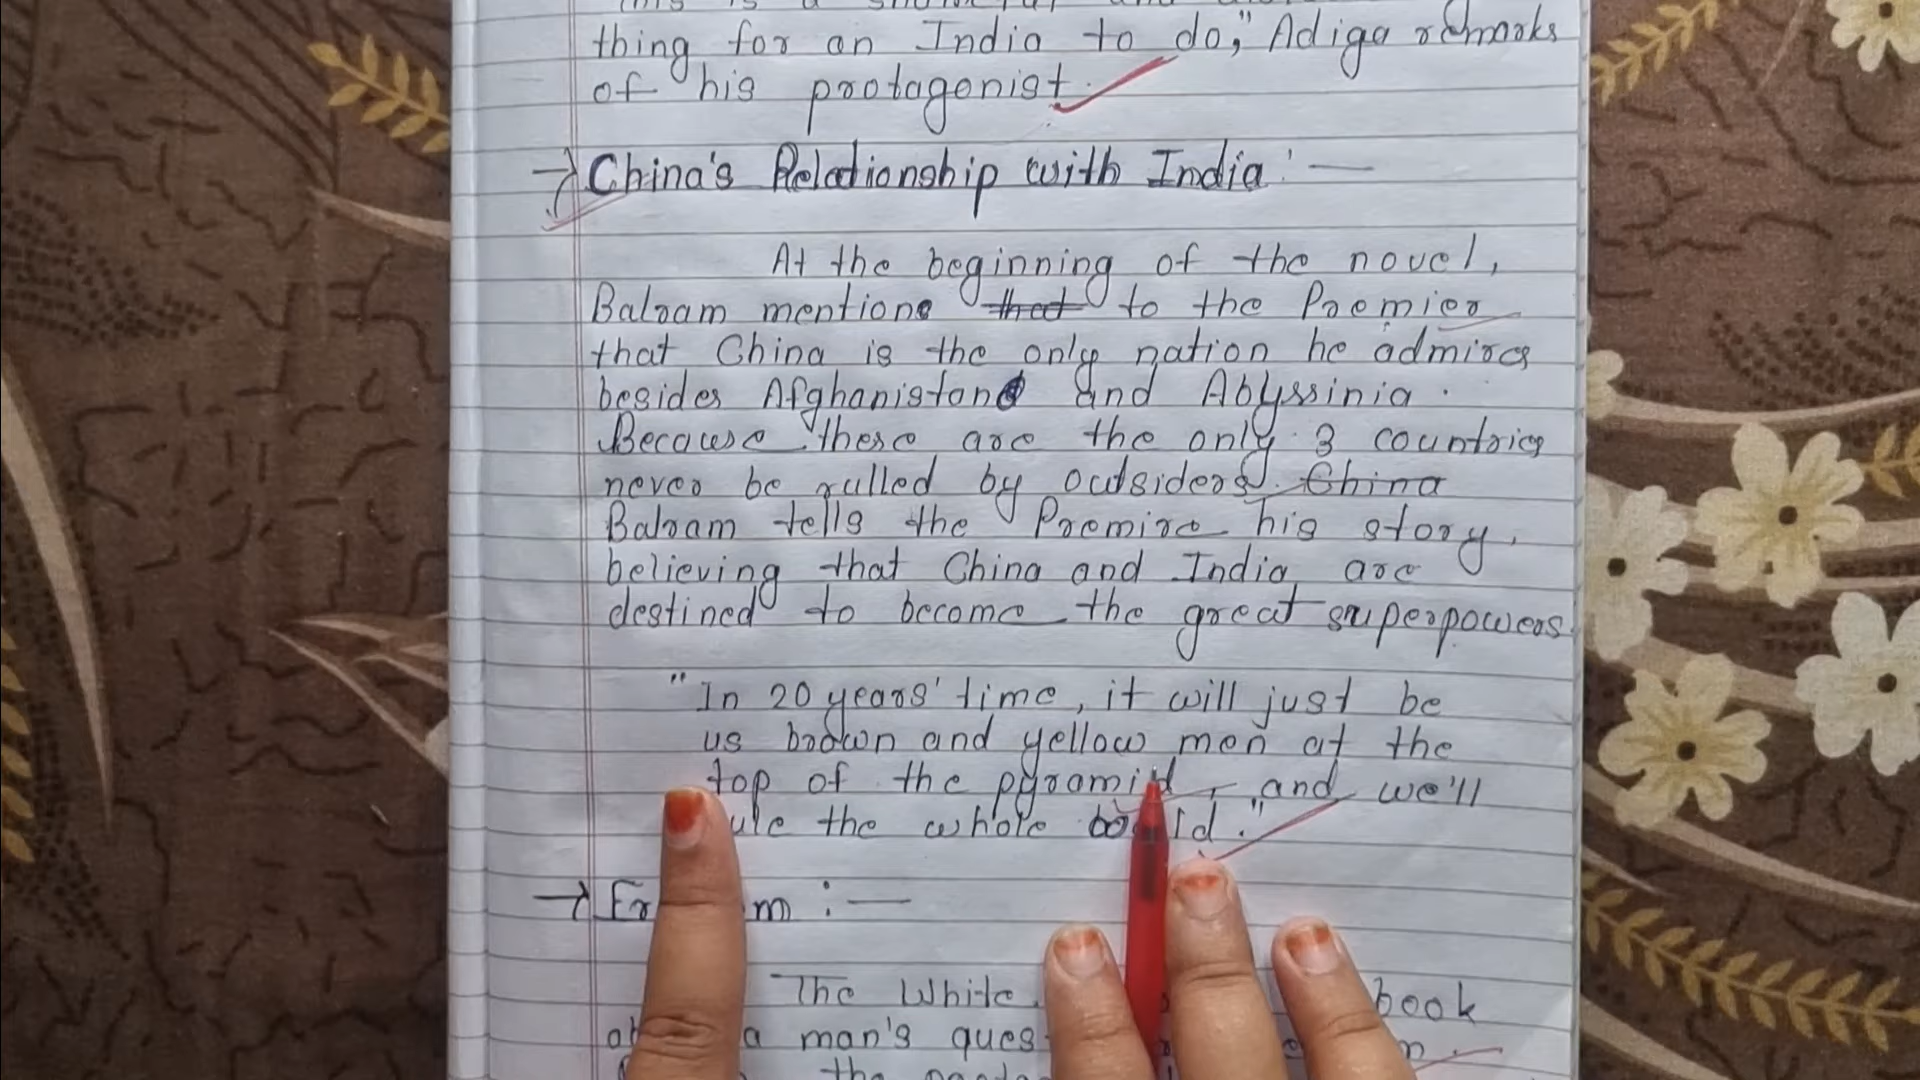 thing for an India to do," Adiga remarks
of his protagonist.
→ China's Relationship with India :—
At the beginning of the novel,
Balram mentions that to the Premier
that China is the only nation he admires
besides Afghanistan and Abyssinia.
Because these are the only 3 countries
never be rulled by outsiders. China
Balram tells the Premire his story,
believing that China and India are
destined to become the great superpowers
"In 20 years' time, it will just be
us brown and yellow men at the
top of the pyramid, and we'll
the whole
→ :—
The White book
a man's
the